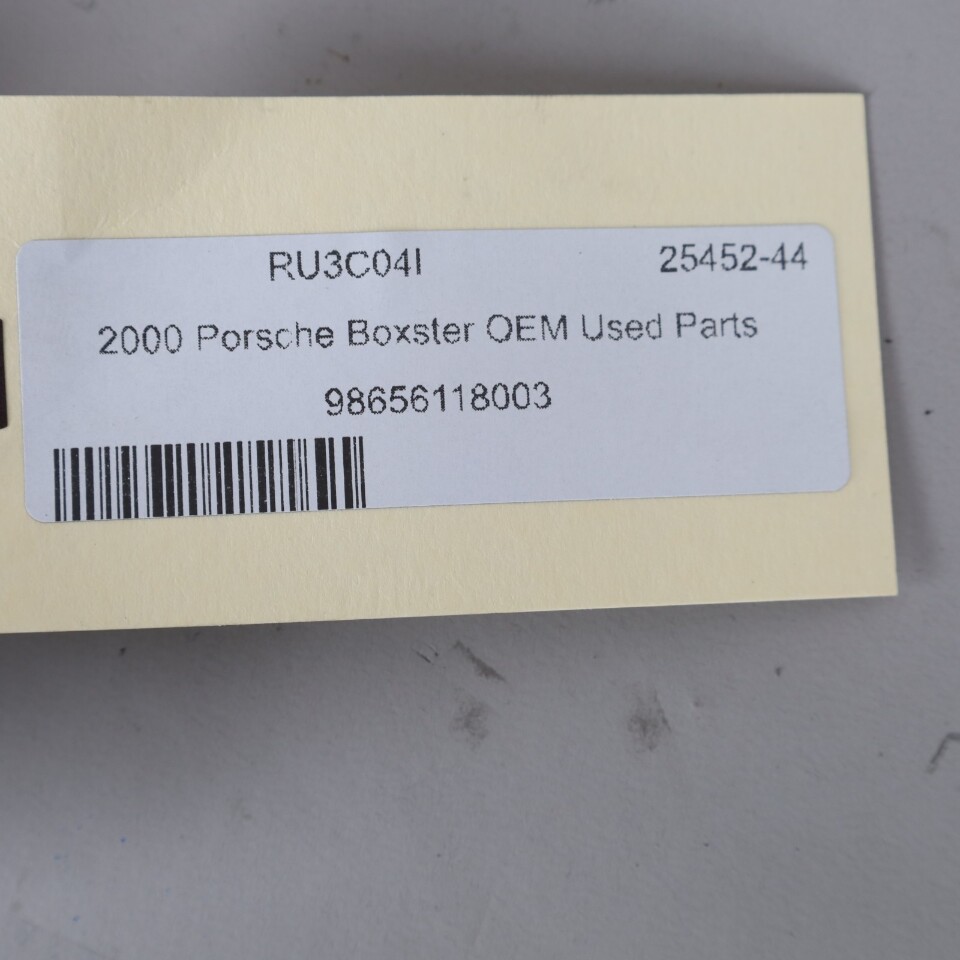 RU3C04I 25452-44
2000 Porsche Boxster OEM Used Parts
98656118003